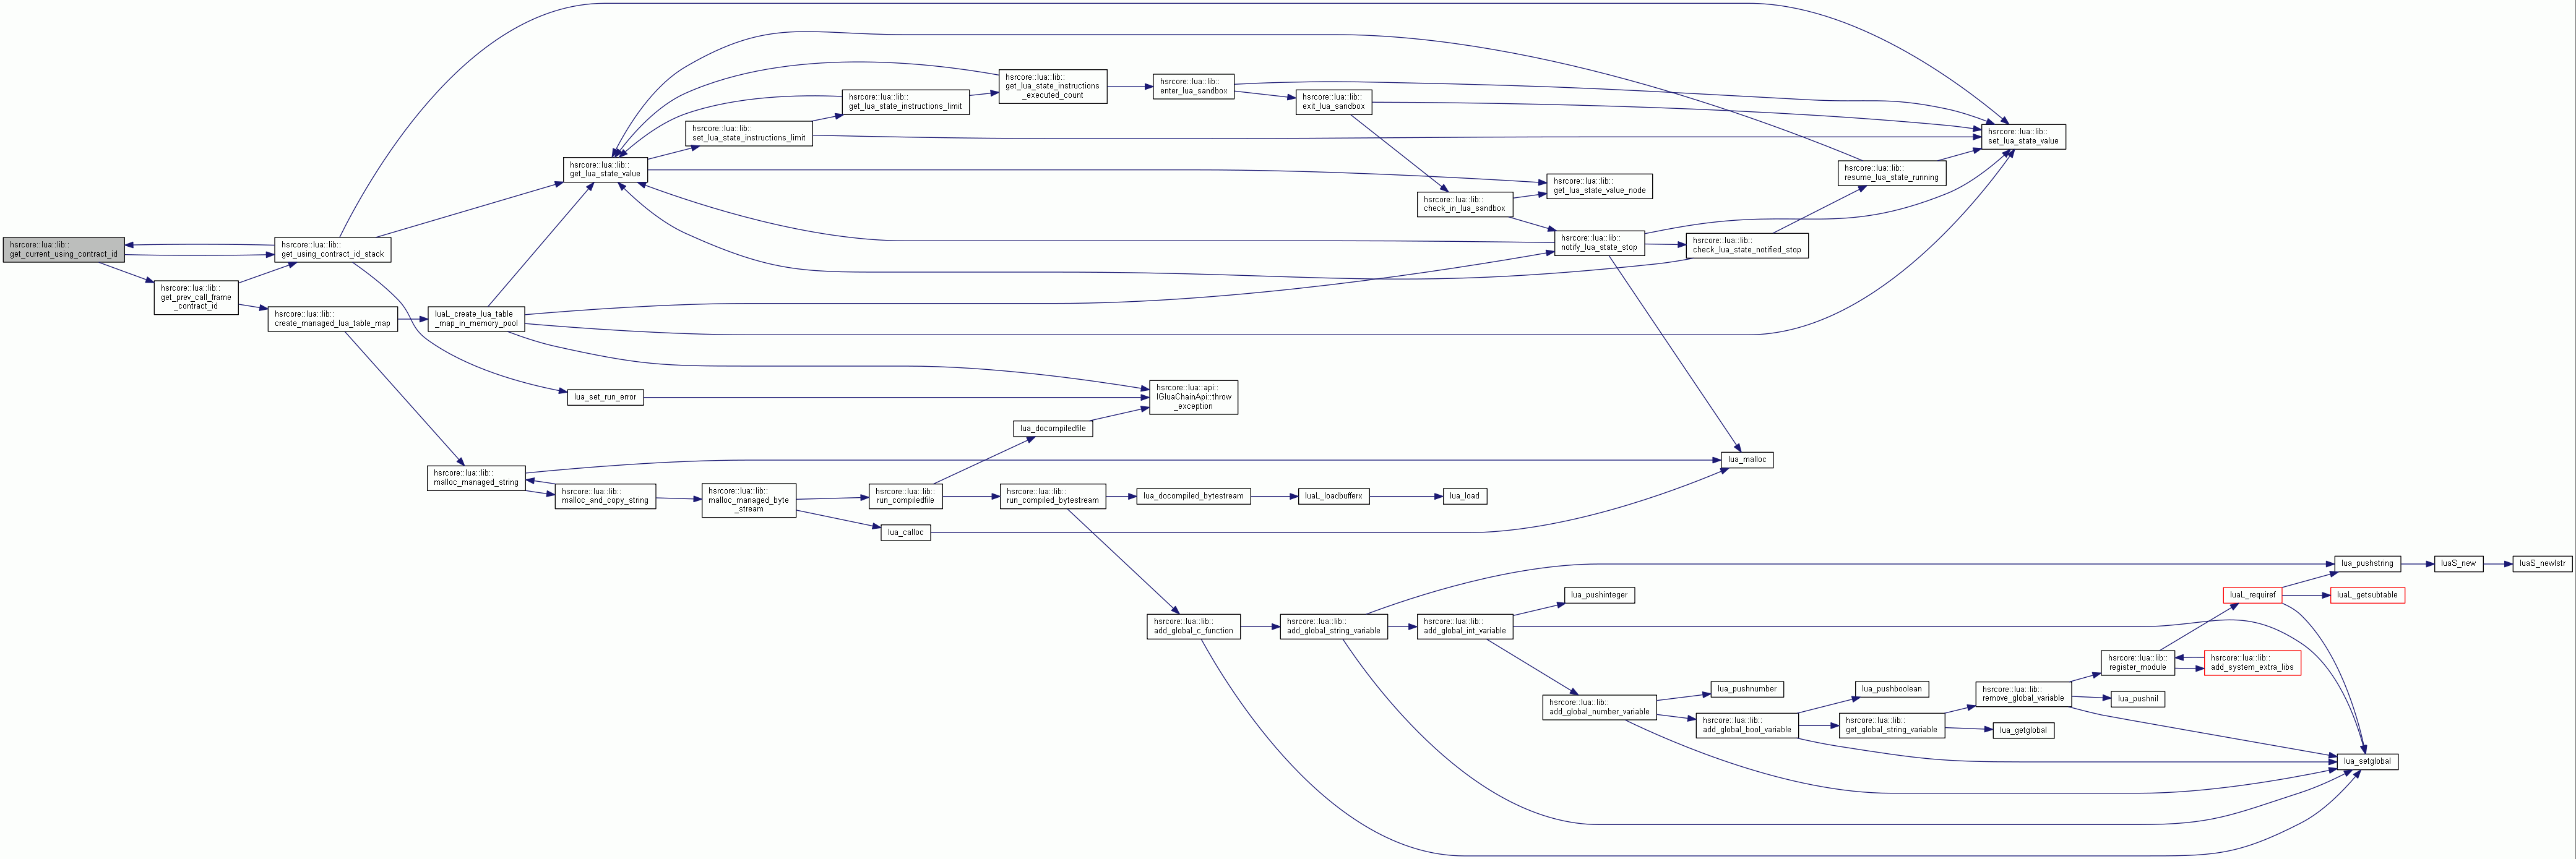 hsrcore::lua::lib::
get_current_using_contract_id
hsrcore::lua::lib::
get_prev_call_frame
_contract_id
hsrcore::lua::lib::
get_using_contract_id_stack
hsrcore::lua::lib::
create_managed_lua_table_map
luaL_create_lua_table
_map_in_memory_pool
hsrcore::lua::lib::
malloc_managed_string
hsrcore::lua::lib::
get_lua_state_value
lua_set_run_error
hsrcore::lua::lib::
malloc_and_copy_string
hsrcore::lua::lib::
set_lua_state_instructions_limit
hsrcore::lua::lib::
malloc_managed_byte
_stream
hsrcore::lua::lib::
get_lua_state_instructions_limit
hsrcore::lua::lib::
run_compiledfile
lua_calloc
hsrcore::lua::lib::
get_lua_state_instructions
_executed_count
lua_docompiledfile
hsrcore::lua::lib::
run_compiled_bytestream
hsrcore::lua::lib::
enter_lua_sandbox
hsrcore::lua::api::
IGluaChainApi::throw
_exception
lua_docompiled_bytestream
hsrcore::lua::lib::
add_global_c_function
hsrcore::lua::lib::
exit_lua_sandbox
luaL_loadbufferx
hsrcore::lua::lib::
add_global_string_variable
hsrcore::lua::lib::
check_in_lua_sandbox
lua_load
hsrcore::lua::lib::
add_global_int_variable
hsrcore::lua::lib::
get_lua_state_value_node
hsrcore::lua::lib::
notify_lua_state_stop
lua_pushinteger
hsrcore::lua::lib::
add_global_number_variable
hsrcore::lua::lib::
check_lua_state_notified_stop
lua_malloc
lua_pushnumber
hsrcore::lua::lib::
add_global_bool_variable
hsrcore::lua::lib::
resume_lua_state_running
lua_pushboolean
hsrcore::lua::lib::
get_global_string_variable
hsrcore::lua::lib::
set_lua_state_value
hsrcore::lua::lib::
remove_global_variable
lua_getglobal
hsrcore::lua::lib::
register_module
lua_pushnil
luaL_requiref
hsrcore::lua::lib::
add_system_extra_libs
lua_pushstring
luaL_getsubtable
lua_setglobal
luaS_new
luaS_newlstr